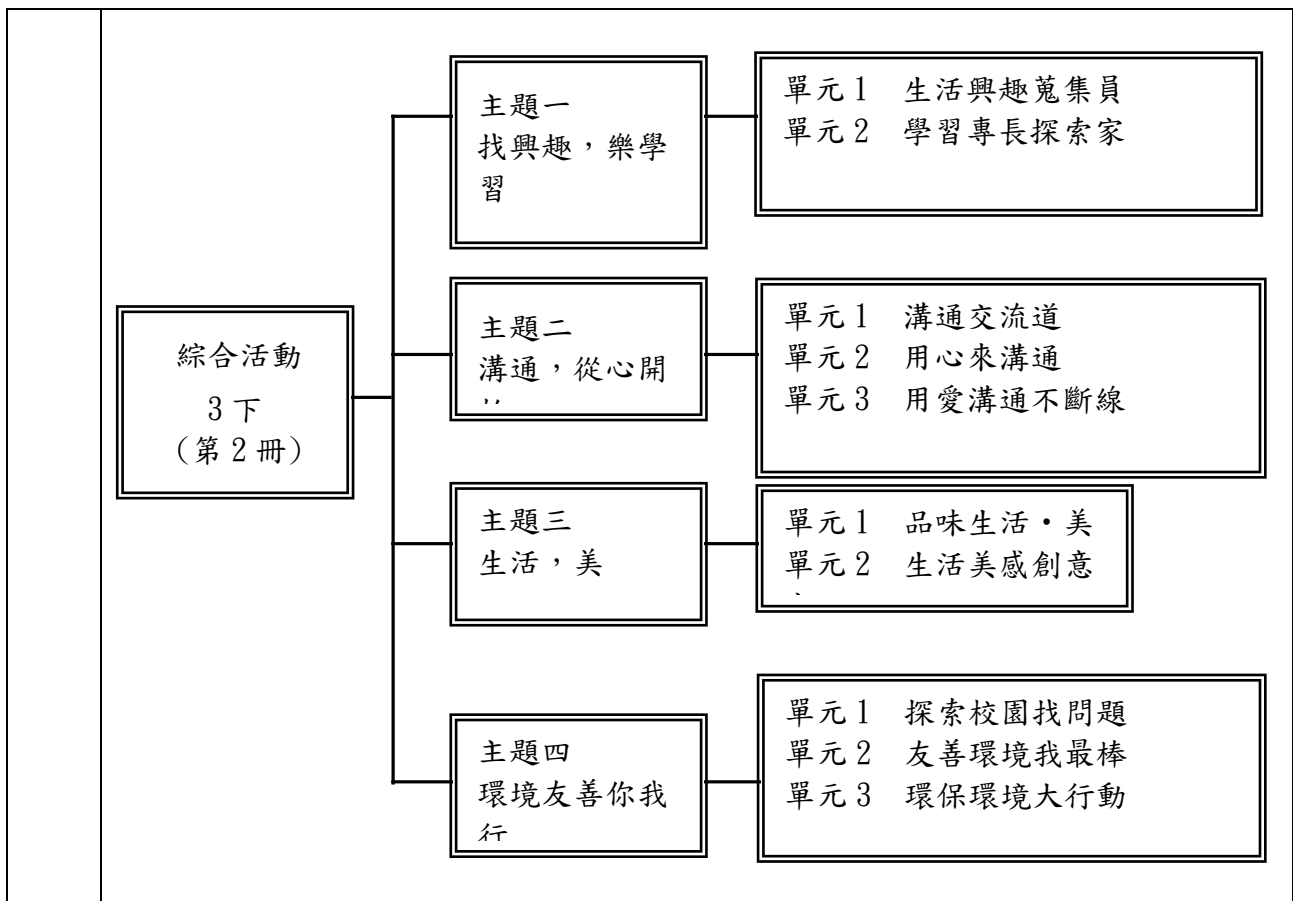 綜合活動
3下
(第2冊)
主題一
找興趣，樂學
習
單元1 生活興趣蒐集員
單元2 學習專長探索家
主題二
溝通，從心開
單元1 溝通交流道
單元2 用心來溝通
單元3 用愛溝通不斷線
主題三
生活，美
單元1 品味生活‧美
單元2 生活美感創意
主題四
環境友善你我
行
單元1 探索校園找問題
單元2 友善環境我最棒
單元3 環保環境大行動